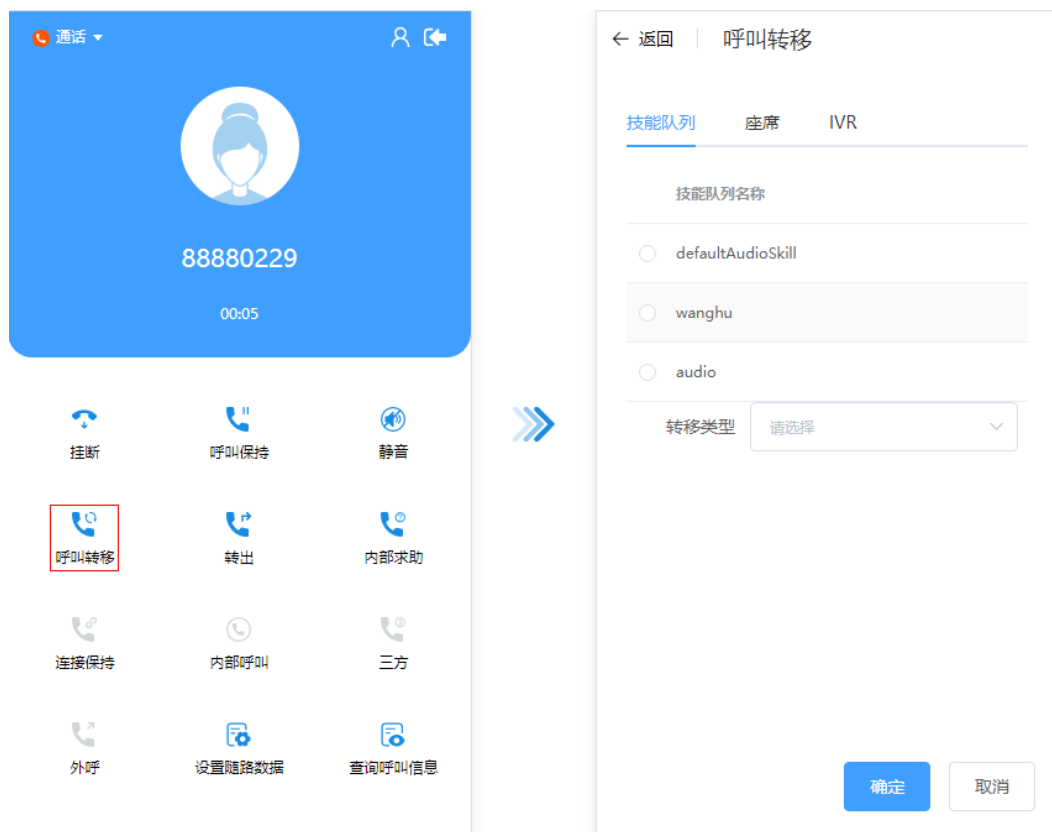 通话
88880229
00:05
挂断
呼叫保持
静音
呼叫转移
转出
内部求助
连接保持
内部呼叫
三方
外呼
设置随路数据
查询呼叫信息
返回
呼叫转移
技能队列
座席
IVR
技能队列名称
defaultAudioSkill
wanghu
audio
转移类型
请选择
确定
取消